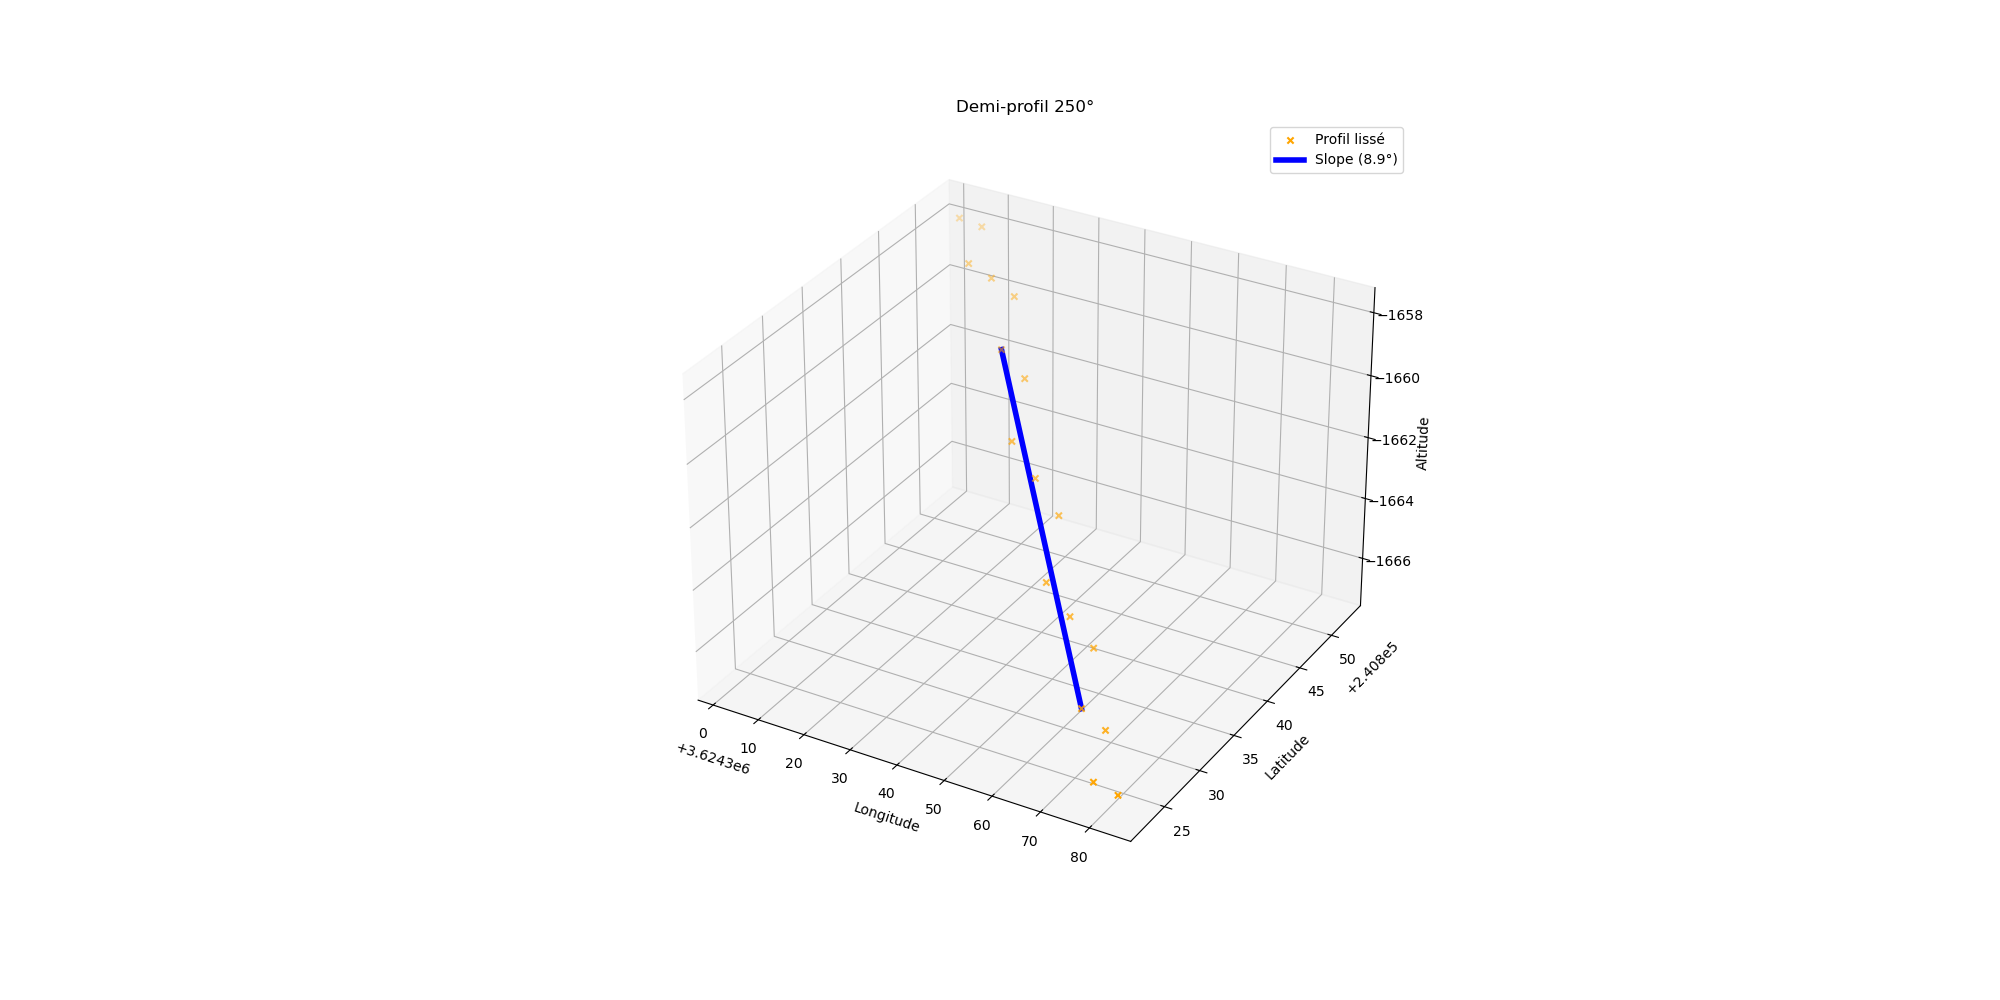 Demi-profil 250°
Profil lissé
Slope (8.9°)
−1658
−1660
−1662
−1664
−1666
Altitude
50
45
40
35
30
25
+2.408e5
Latitude
0
10
20
30
40
50
60
70
80
+3.6243e6
Longitude